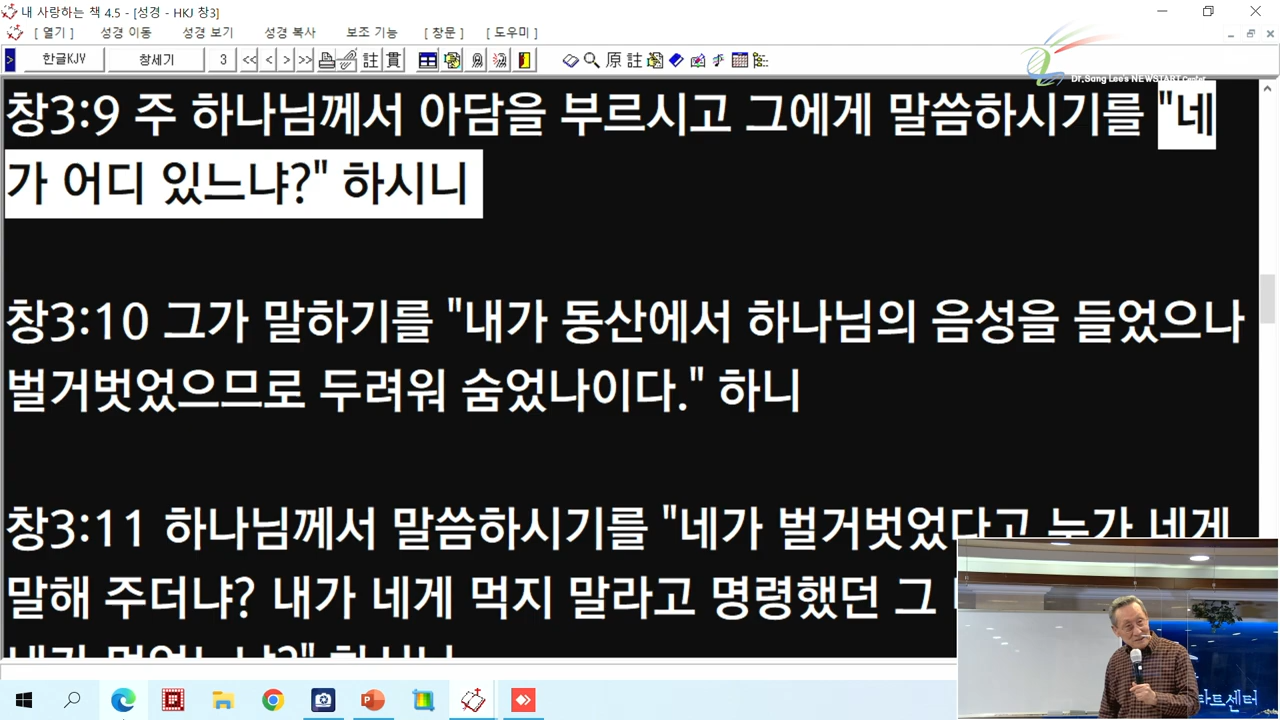 내 사랑하는 책 4.5 - [성경 - HKJ 창3]
[ 열기 ] 성경 이동 성경 보기 성경 복사 보조 기능 [ 창문 ] [ 도우미 ]
한글KJV 창세기 3 << < > >> 註 貫 原 註
Dr.Sang Lee's NEWSTART Center
창3:9 주 하나님께서 아담을 부르시고 그에게 말씀하시기를 "네
가 어디 있느냐?" 하시니
창3:10 그가 말하기를 "내가 동산에서 하나님의 음성을 들었으나
벌거벗었으므로 두려워 숨었나이다." 하니
창3:11 하나님께서 말씀하시기를 "네가 벌거벗었다고 누가 네게
말해 주더냐? 내가 네게 먹지 말라고 명령했던 그
타트센터